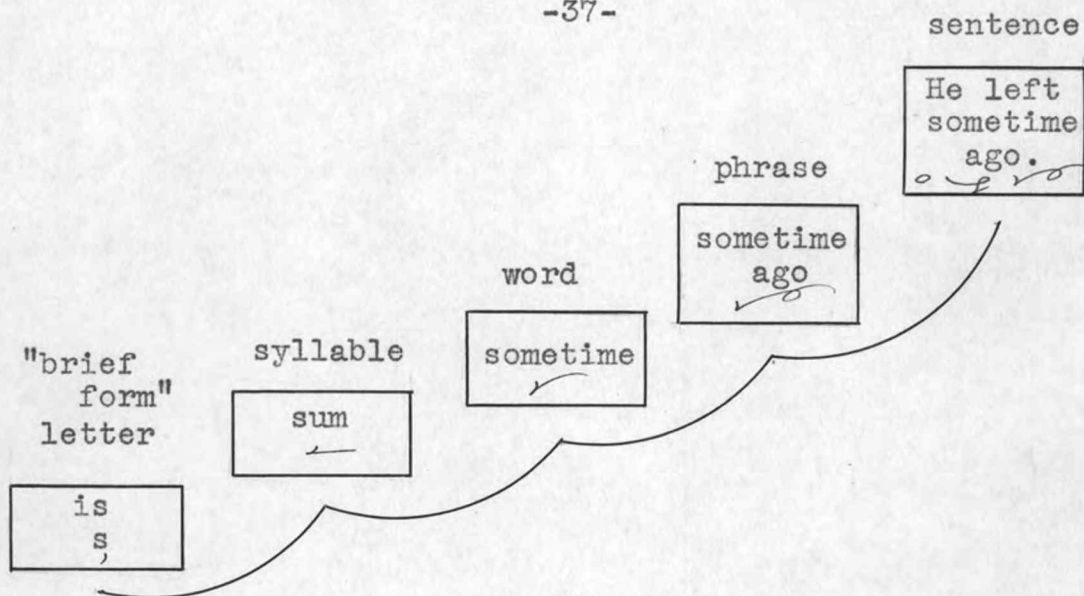 -37-
sentence
He left
sometime
ago.
phrase
sometime
ago
word
sometime
syllable
sum
"brief
form"
letter
is
s